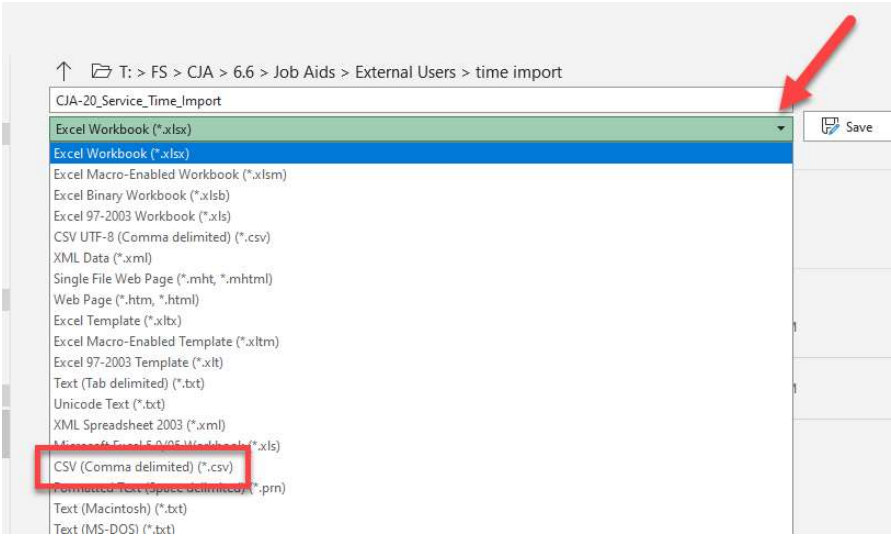 T: > FS > CJA > 6.6 > Job Aids > External Users > time import
CJA-20_Service_Time_Import
Excel Workbook (*.xlsx)
Save
Excel Workbook (*.xlsx)
Excel Macro-Enabled Workbook (*.xlsm)
Excel Binary Workbook (*.xlsb)
Excel 97-2003 Workbook (*.xls)
CSV UTF-8 (Comma delimited) (*.csv)
XML Data (*.xml)
Single File Web Page (*.mht, *.mhtml)
Web Page (*.htm, *.html)
Excel Template (*.xltx)
Excel Macro-Enabled Template (*.xltm)
Excel 97-2003 Template (*.xlt)
Text (Tab delimited) (*.txt)
Unicode Text (*.txt)
XML Spreadsheet 2003 (*.xml)
Microsoft Excel 5.0/95 Workbook (*.xls)
CSV (Comma delimited) (*.csv)
Formatted Text (Space delimited) (*.prn)
Text (Macintosh) (*.txt)
Text (MS-DOS) (*.txt)